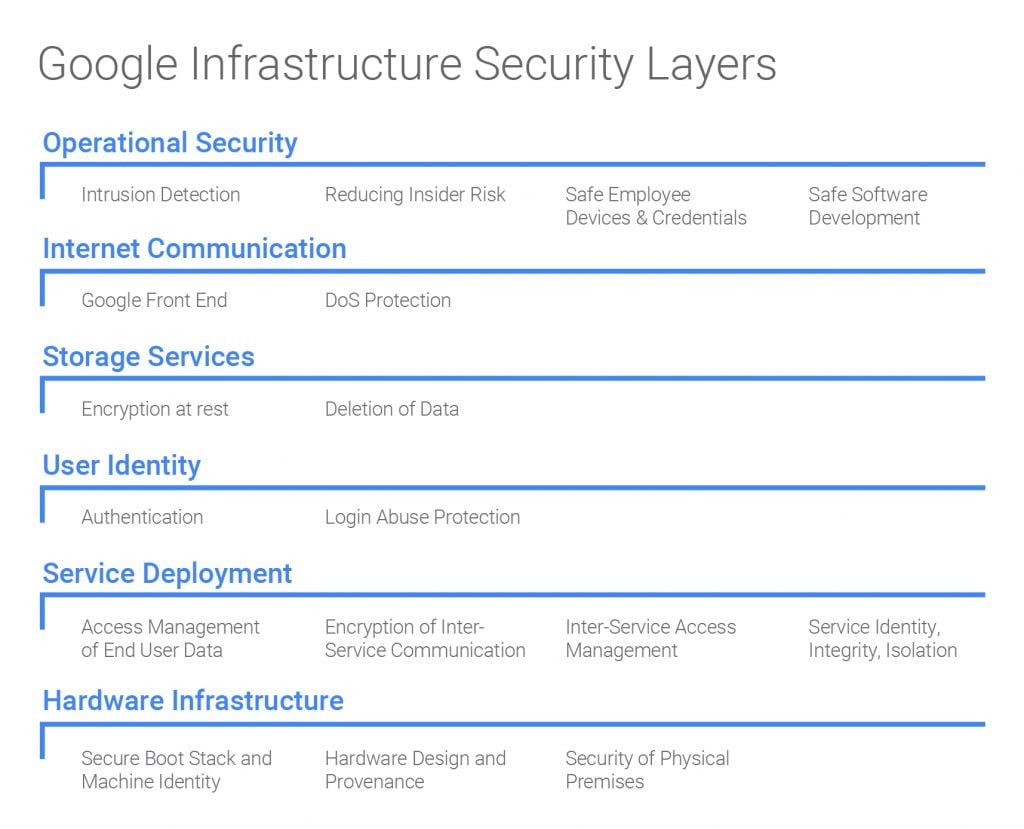 Google Infrastructure Security Layers
Operational Security
Intrusion Detection
Reducing Insider Risk
Safe Employee
Devices & Credentials
Safe Software
Development
Internet Communication
Google Front End
DoS Protection
Storage Services
Encryption at rest
Deletion of Data
User Identity
Authentication
Login Abuse Protection
Service Deployment
Access Management
of End User Data
Encryption of Inter-
Service Communication
Inter-Service Access
Management
Service Identity,
Integrity, Isolation
Hardware Infrastructure
Secure Boot Stack and
Machine Identity
Hardware Design and
Provenance
Security of Physical
Premises